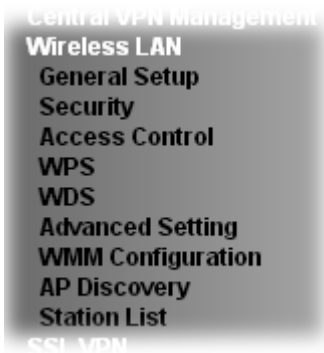 Central VPN Management
Wireless LAN
General Setup
Security
Access Control
WPS
WDS
Advanced Setting
WMM Configuration
AP Discovery
Station List
SSL VPN